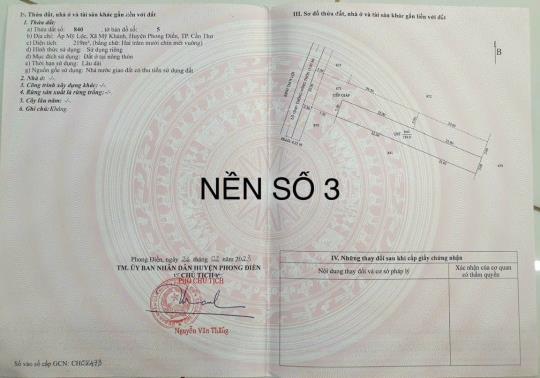 I. Thửa đất, nhà ở và tài sản khác gắn liền với đất
1. Thửa đất:
a) Thửa đất số: 840 , tờ bản đồ số: 5
b) Địa chỉ: Ấp Mỹ Lộc, Xã Mỹ Khánh, Huyện Phong Điền, TP. Cần Thơ
c) Diện tích: 219m², (bằng chữ: Hai trăm mười chín mét vuông)
d) Hình thức sử dụng: Sử dụng riêng
đ) Mục đích sử dụng: Đất ở tại nông thôn
e) Thời hạn sử dụng: Lâu dài
g) Nguồn gốc sử dụng: Nhà nước giao đất có thu tiền sử dụng đất
2. Nhà ở: -/-
3. Công trình xây dựng khác: -/-
4. Rừng sản xuất là rừng trồng: -/-
5. Cây lâu năm: -/-
6. Ghi chú: Không.
Phong Điền, ngày 24 tháng 02 2023
TM. ỦY BAN NHÂN DÂN HUYỆN PHONG ĐIỀN
CHỦ TỊCH
PHÓ CHỦ TỊCH
Nguyễn Văn Thắng
Số vào sổ cấp GCN:
III. Sơ đồ thửa đất, nhà ở và tài sản khác gắn liền với đất
B
NỀN SỐ 3
IV. Những thay đổi sau khi cấp giấy chứng nhận
Nội dung thay đổi và cơ sở pháp lý
Xác nhận của cơ quan
có thẩm quyền